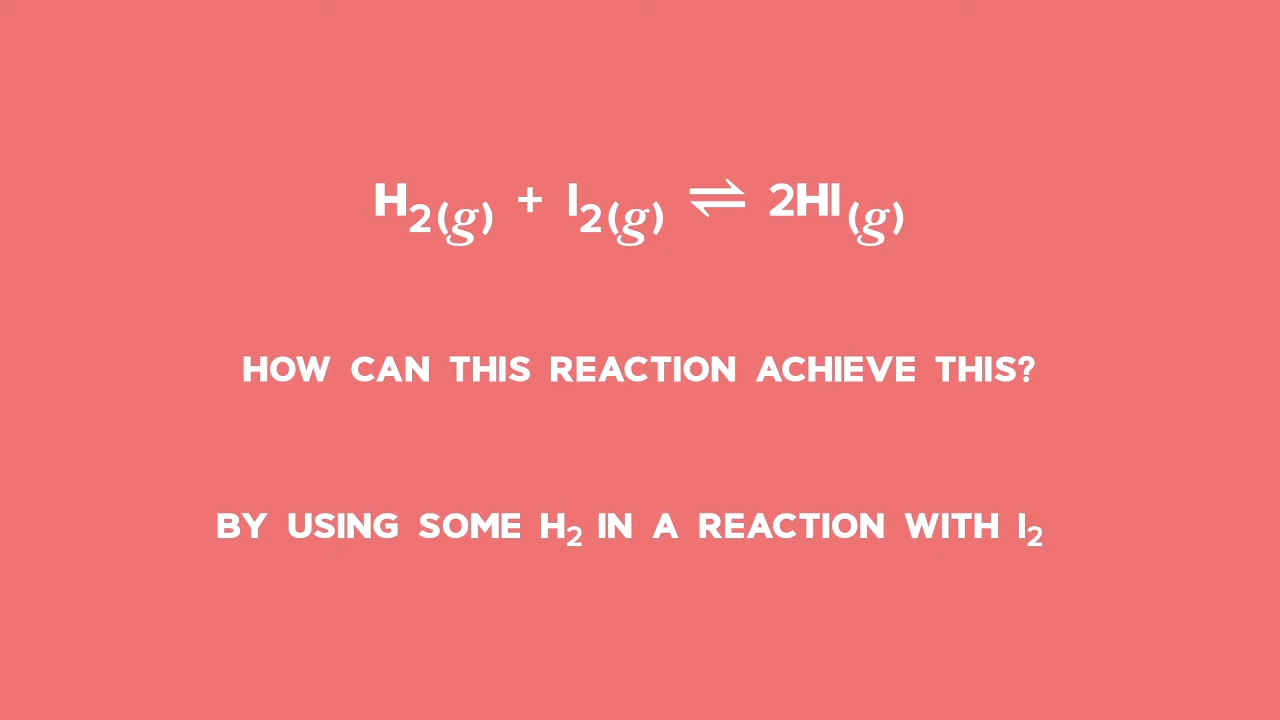 H₂(g) + I₂(g) ⇌ 2HI(g)
HOW CAN THIS REACTION ACHIEVE THIS?
BY USING SOME H₂ IN A REACTION WITH I₂